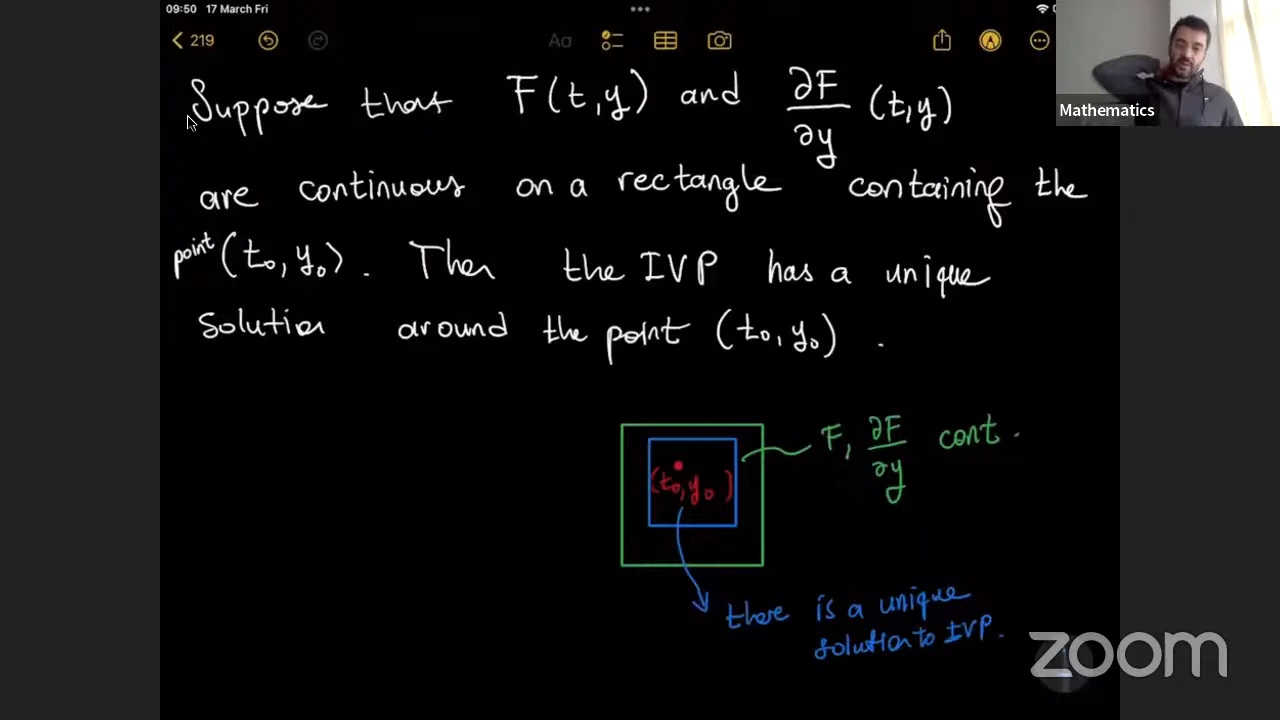 09:50 17 March Fri
219
Aa
Mathematics
Suppose that F(t,y) and ∂F/∂y (t,y)
are continuous on a rectangle containing the
point (t₀, y₀). Then the IVP has a unique
solution around the point (t₀, y₀).
F, ∂F/∂y cont.
(t₀, y₀)
there is a unique
solution to IVP.
zoom